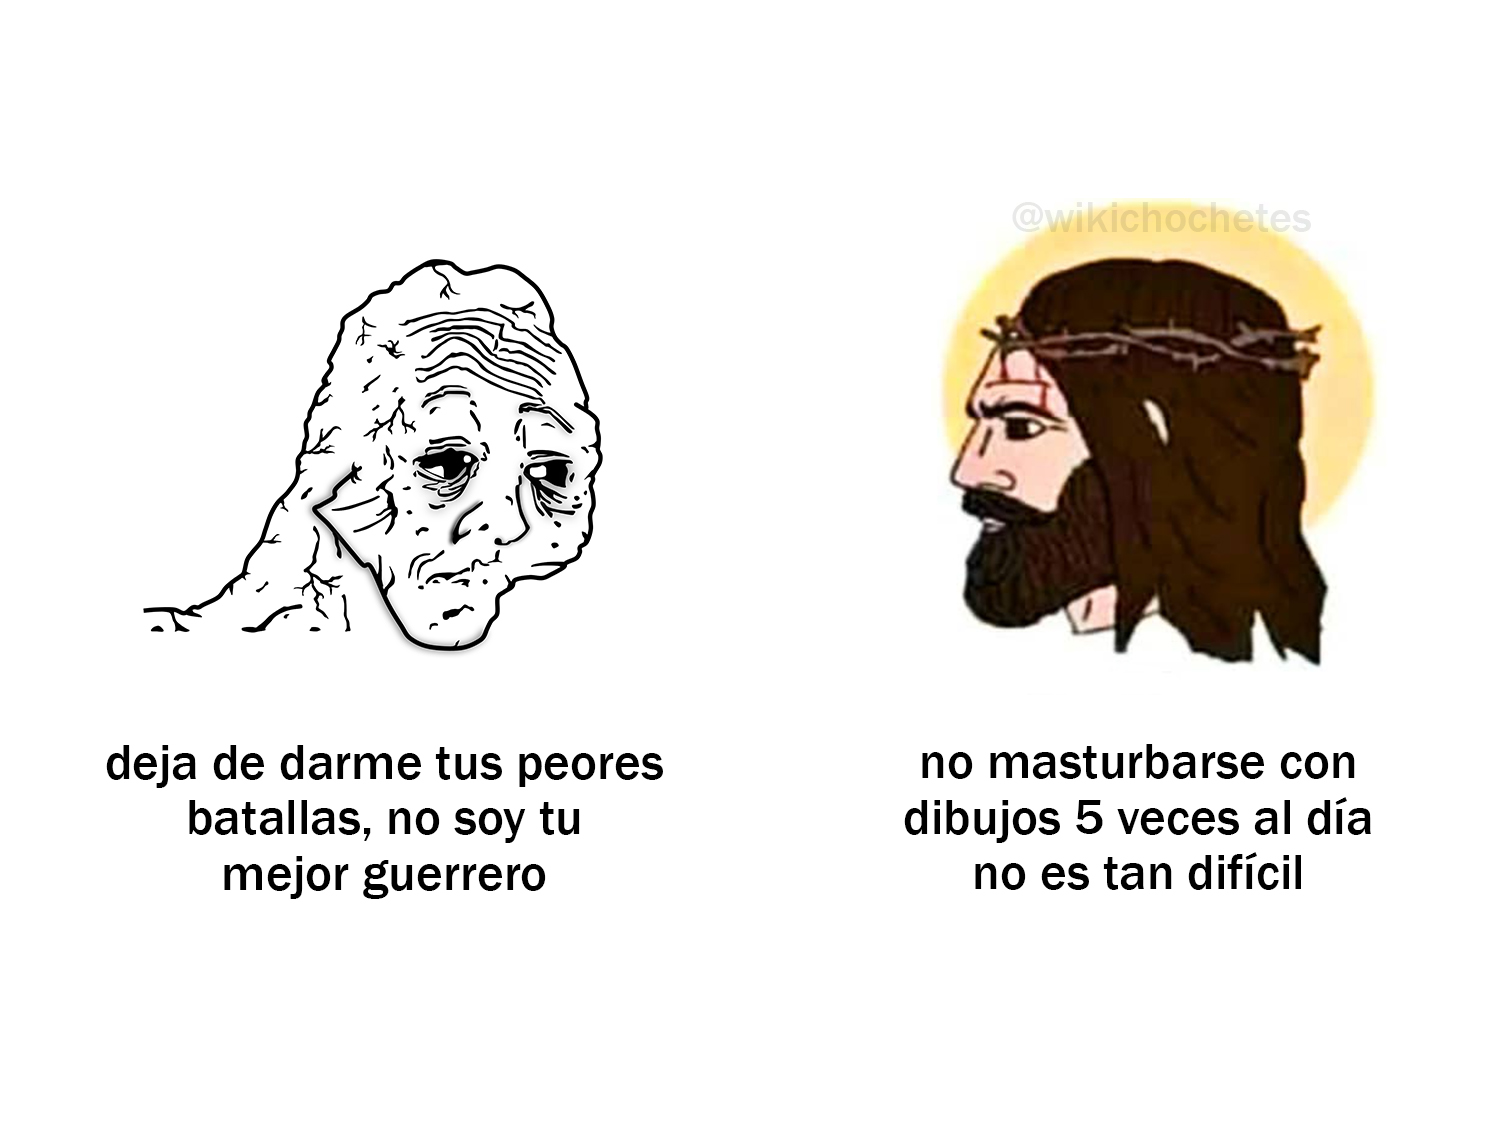 @wikichochetes
deja de darme tus peores
batallas, no soy tu
mejor guerrero
no masturbarse con
dibujos 5 veces al día
no es tan difícil